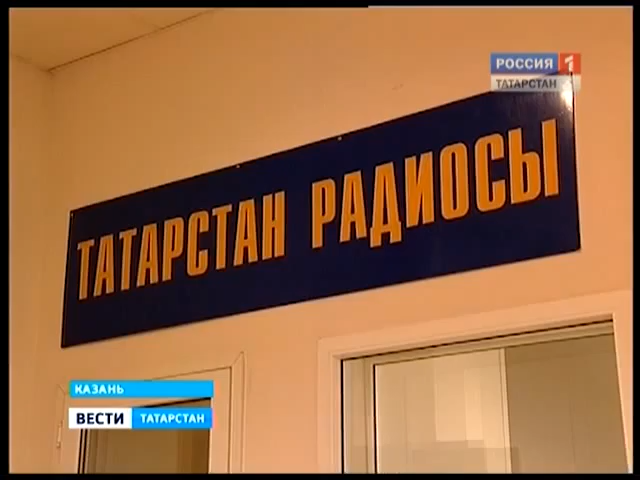 РОССИЯ 1
ТАТАРСТАН
ТАТАРСТАН РАДИОСЫ
КАЗАНЬ
ВЕСТИ ТАТАРСТАН